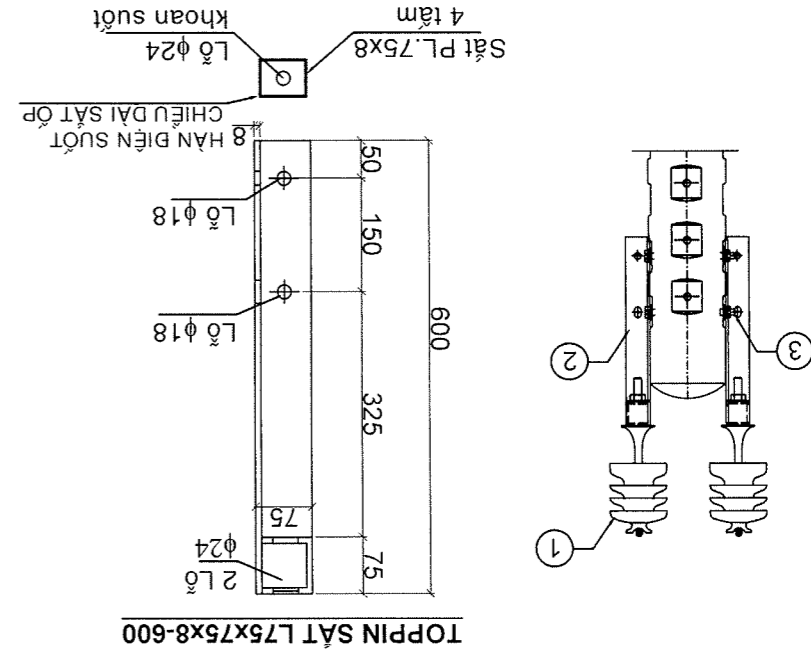 TOPPIN SẮT L75x75x8-600
2 LỖ
ϕ24
75
75
325
600
LỖ ϕ18
150
LỖ ϕ18
50
8
HÀN ĐIỆN SUỐT
CHIỀU DÀI SẮT ỐP
Sắt PL.75x8
4 tấm
LỖ ϕ24
khoan suốt
1
2
3